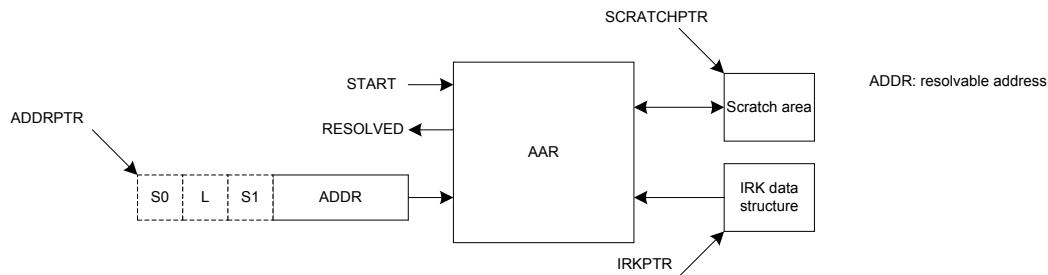 SCRATCHPTR
START
ADDR: resolvable address
Scratch area
ADDRPTR
RESOLVED
AAR
S0 L S1 ADDR
IRK data
structure
IRKPTR